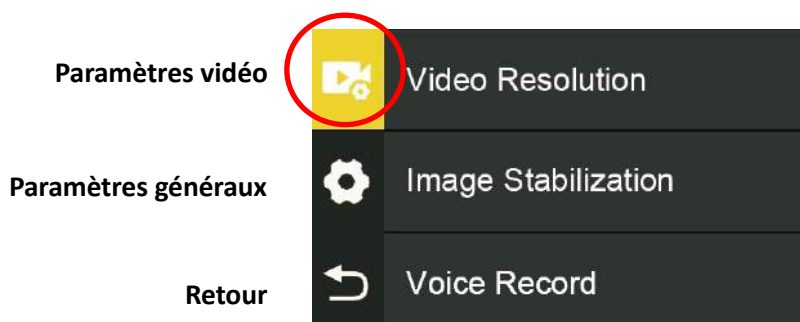 Paramètres vidéo
Video Resolution
Paramètres généraux
Image Stabilization
Retour
Voice Record